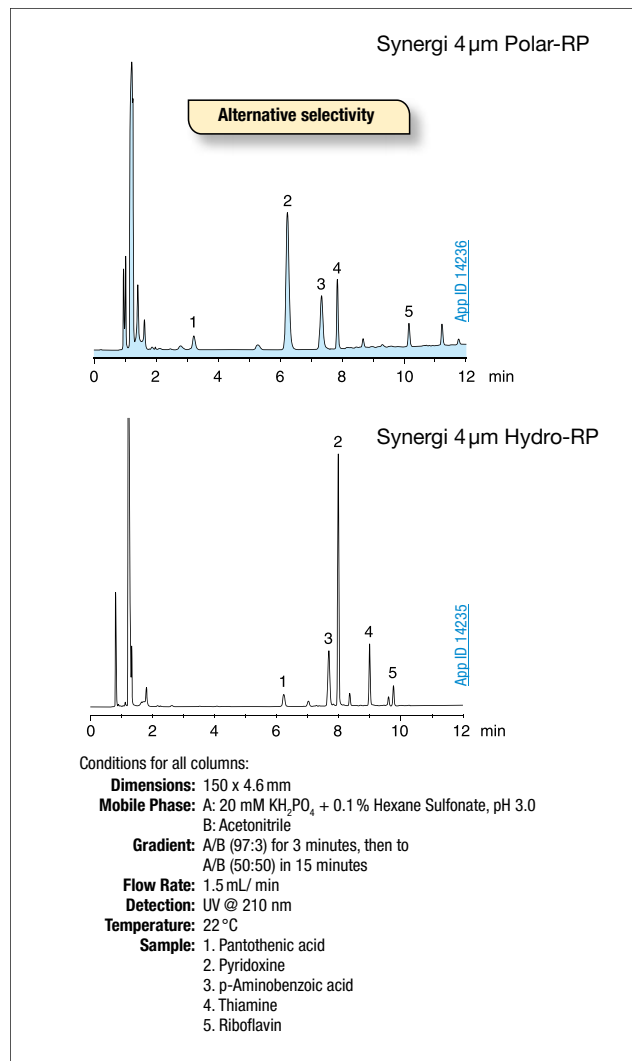 Synergi 4µm Polar-RP
Alternative selectivity
2
3
4
1
5
App ID 14236
0 2 4 6 8 10 12 min
Synergi 4µm Hydro-RP
2
3
4
1
5
App ID 14235
0 2 4 6 8 10 12 min
Conditions for all columns:
Dimensions: 150 x 4.6 mm
Mobile Phase: A: 20 mM KH₂PO₄ + 0.1 % Hexane Sulfonate, pH 3.0
B: Acetonitrile
Gradient: A/B (97:3) for 3 minutes, then to
A/B (50:50) in 15 minutes
Flow Rate: 1.5 mL/ min
Detection: UV @ 210 nm
Temperature: 22 °C
Sample: 1. Pantothenic acid
2. Pyridoxine
3. p-Aminobenzoic acid
4. Thiamine
5. Riboflavin